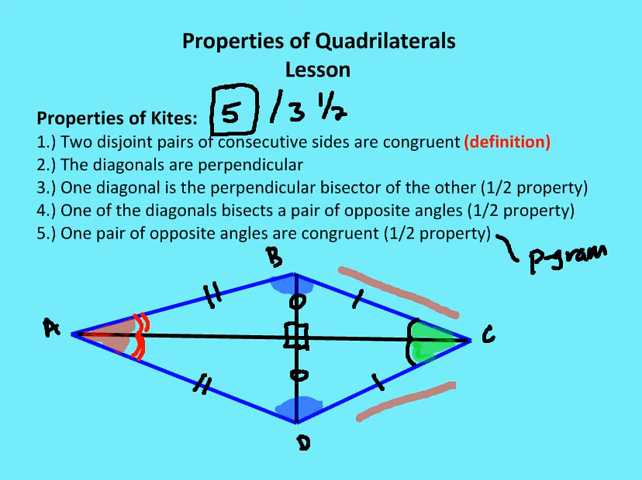 Properties of Quadrilaterals
Lesson
Properties of Kites: 5 / 3 1/2
1.) Two disjoint pairs of consecutive sides are congruent (definition)
2.) The diagonals are perpendicular
3.) One diagonal is the perpendicular bisector of the other (1/2 property)
4.) One of the diagonals bisects a pair of opposite angles (1/2 property)
5.) One pair of opposite angles are congruent (1/2 property)
p-gram
B
A
C
D